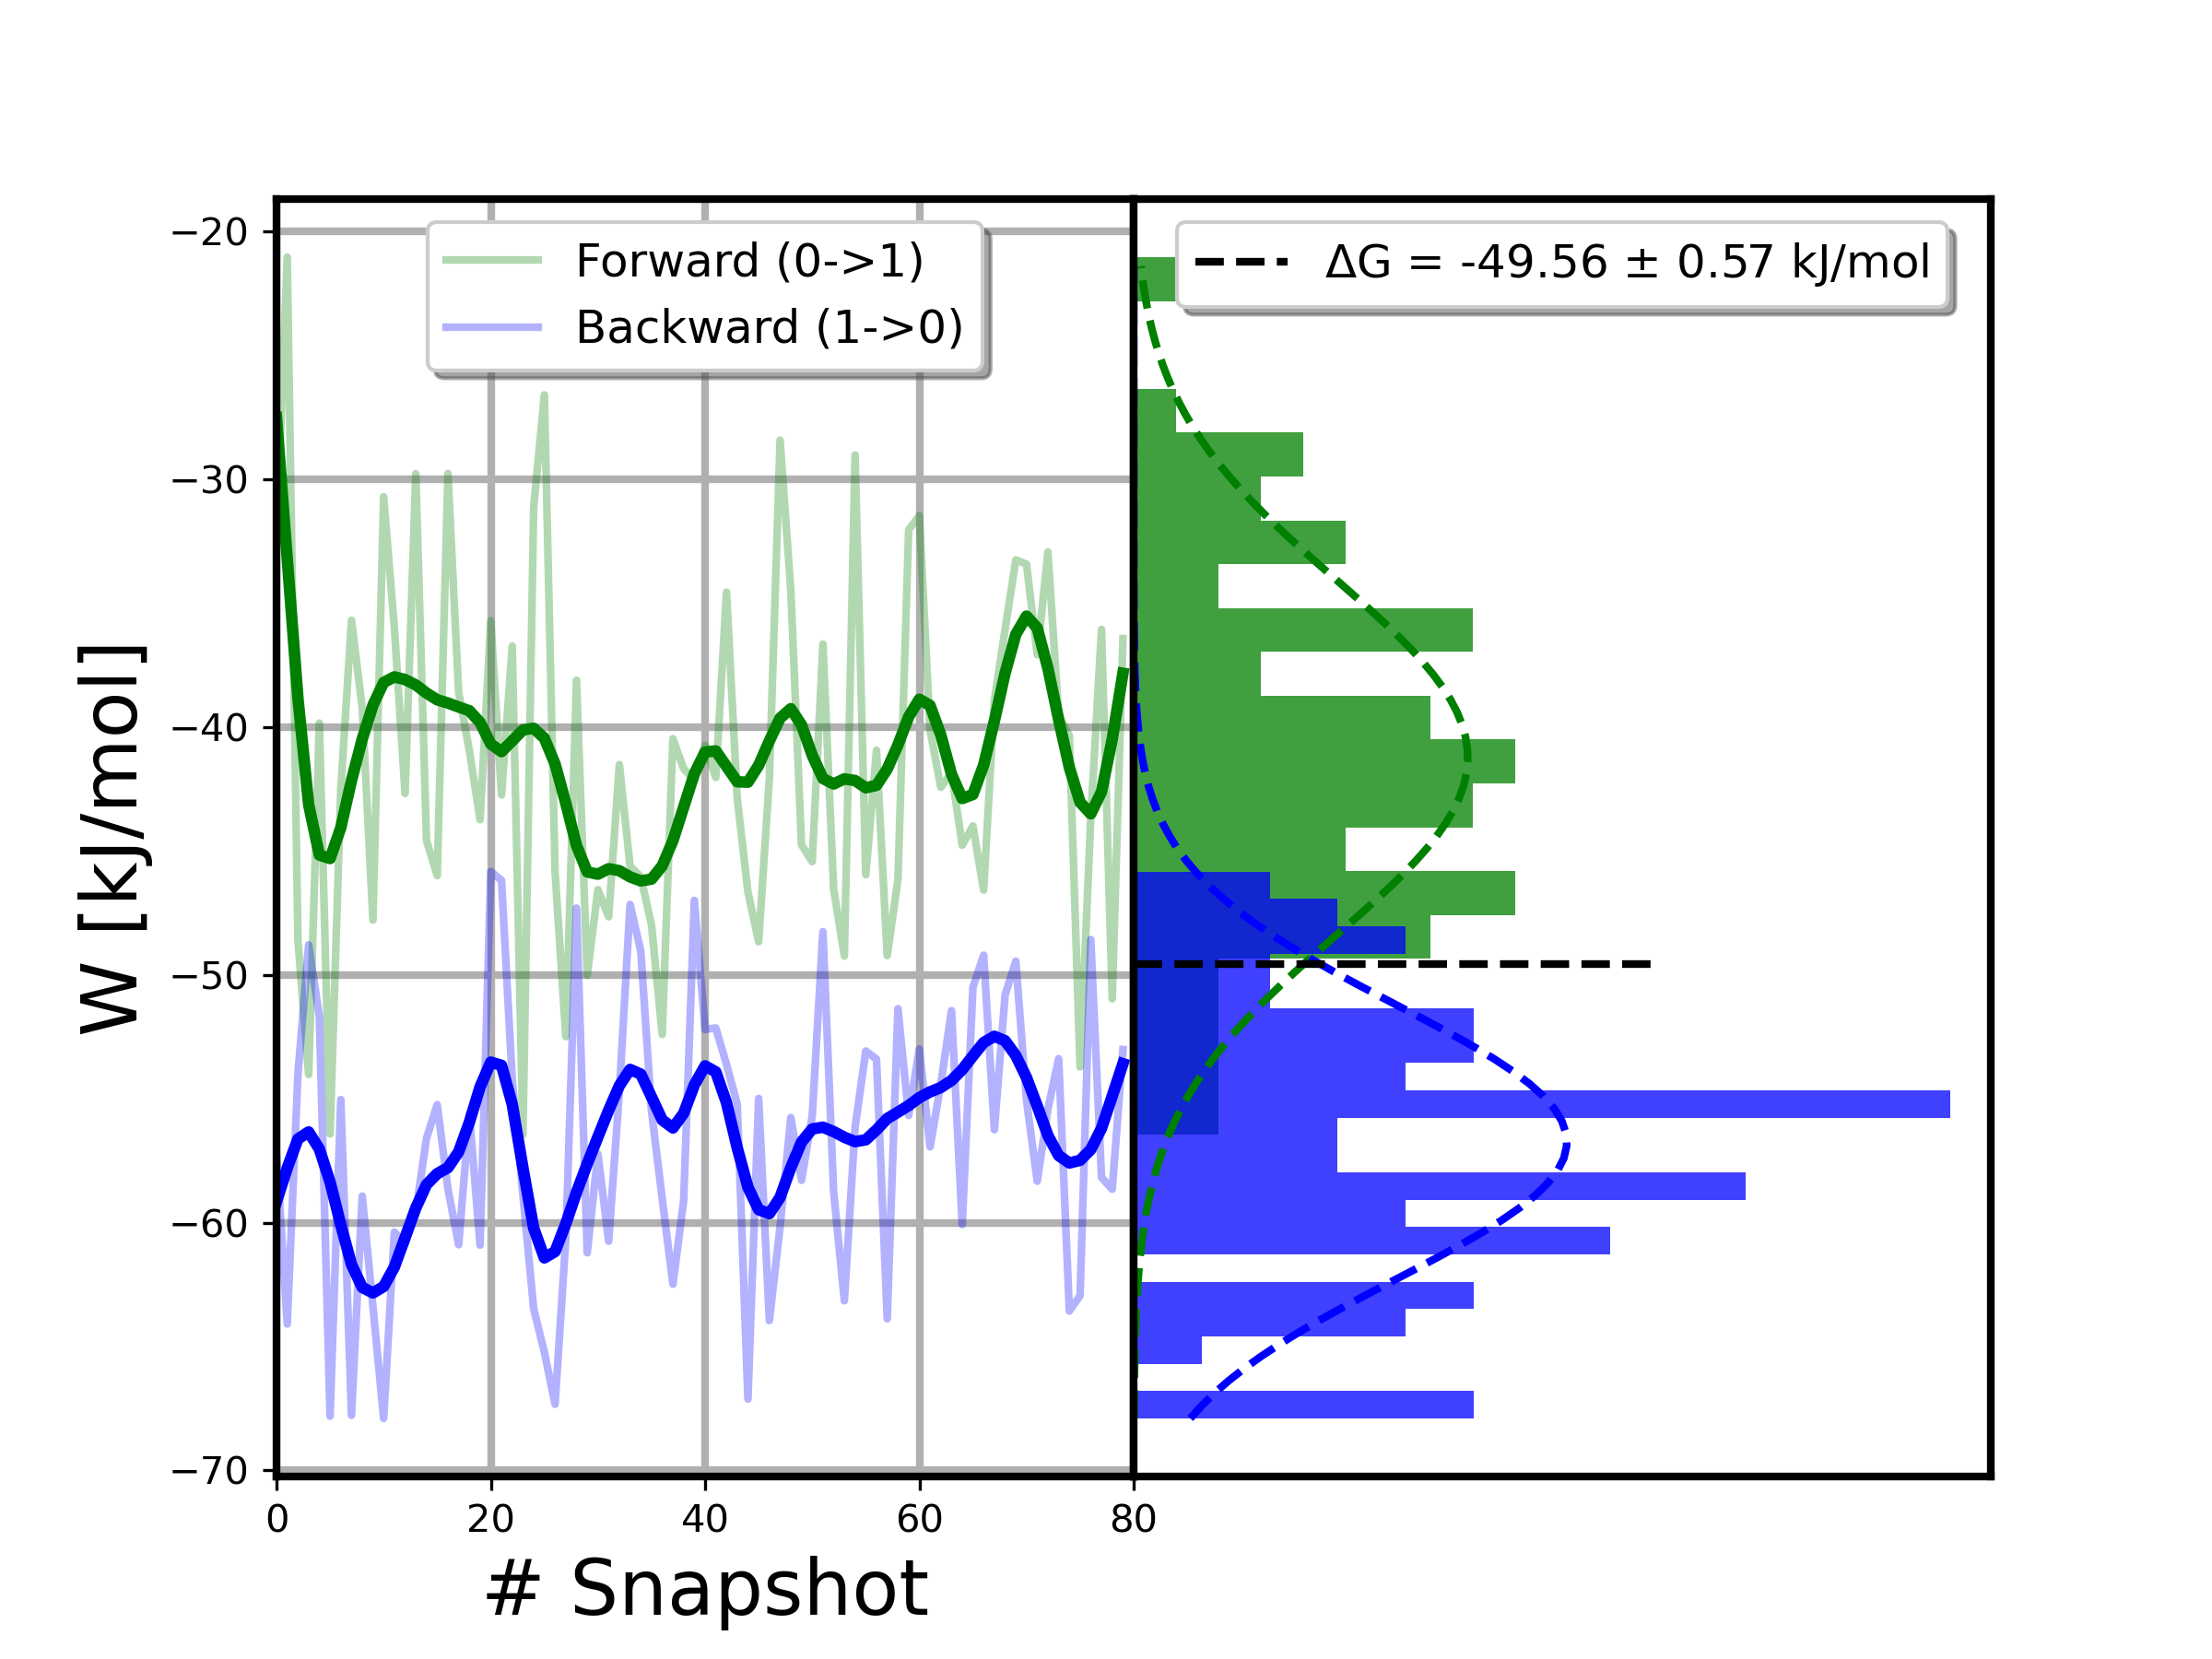 Forward (0->1)
Backward (1->0)
ΔG = -49.56 ± 0.57 kJ/mol
W [kJ/mol]
−20
−30
−40
−50
−60
−70
0 20 40 60 80
# Snapshot